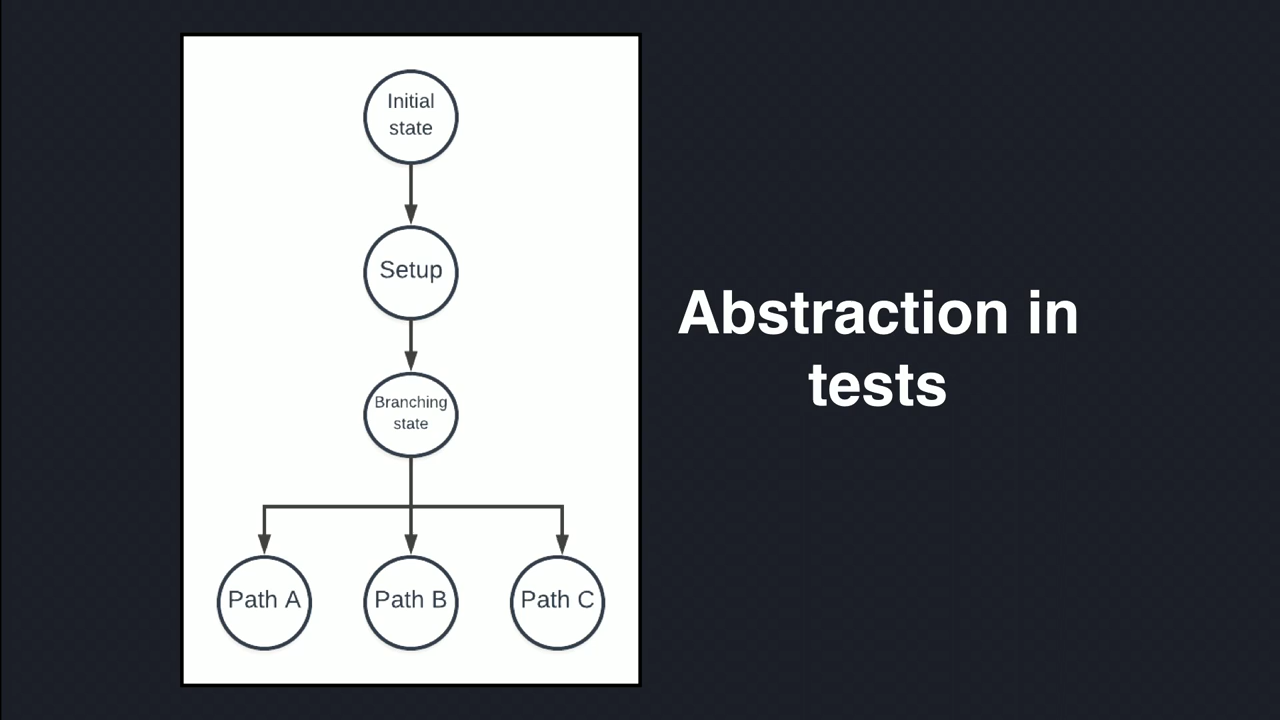 Initial
state
Setup
Branching
state
Path A
Path B
Path C
Abstraction in
tests